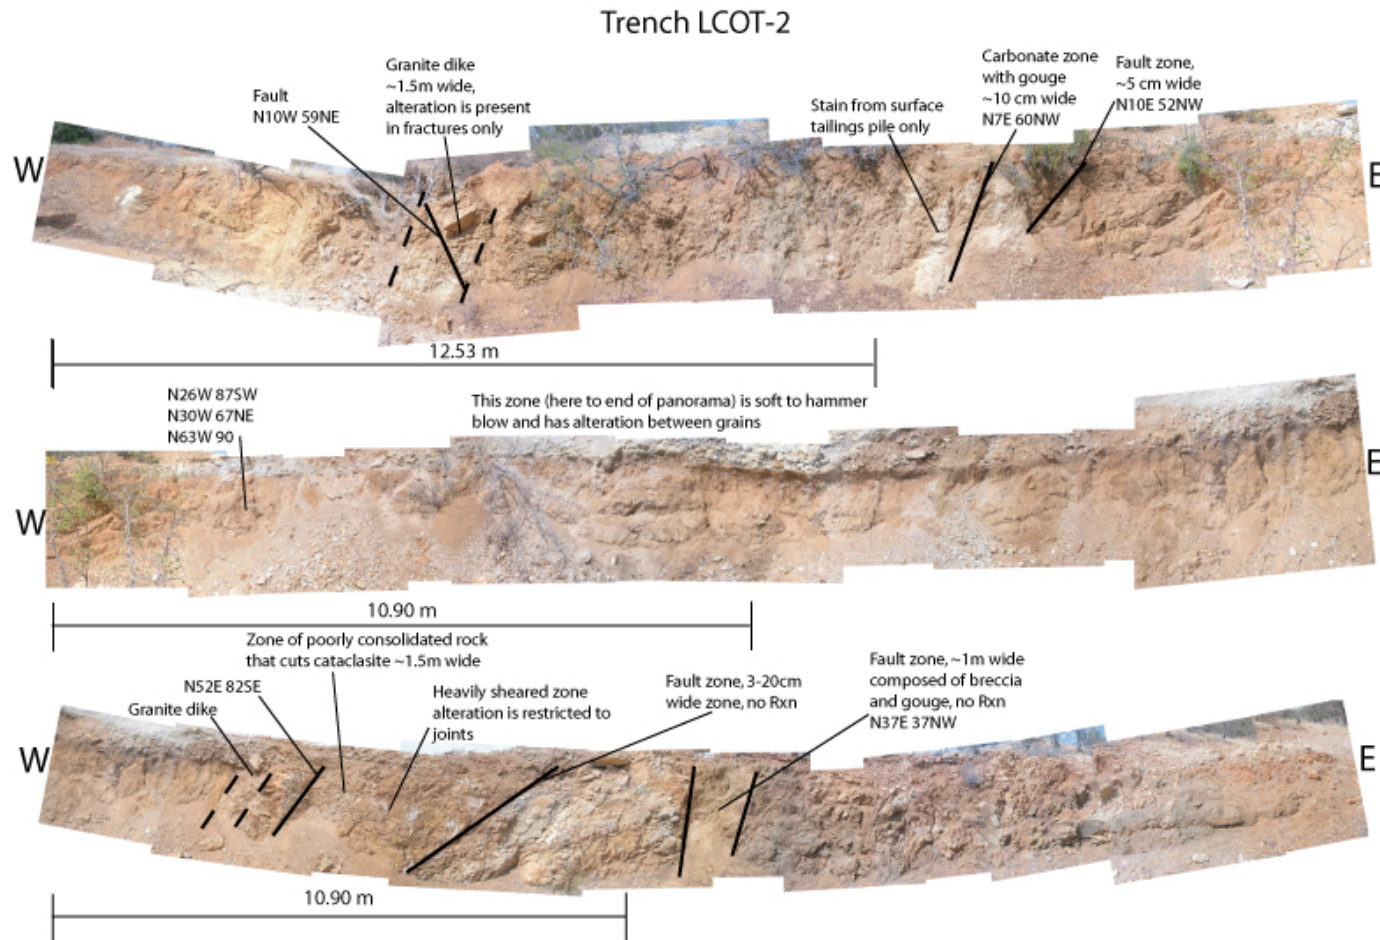 Trench LCOT-2
Fault
N10W 59NE
Granite dike
~1.5m wide,
alteration is present
in fractures only
Stain from surface
tailings pile only
Carbonate zone
with gouge
~10 cm wide
N7E 60NW
Fault zone,
~5 cm wide
N10E 52NW
W
E
12.53 m
N26W 87SW
N30W 67NE
N63W 90
This zone (here to end of panorama) is soft to hammer
blow and has alteration between grains
W
E
10.90 m
Zone of poorly consolidated rock
that cuts cataclasite ~1.5m wide
N52E 82SE
Granite dike
Heavily sheared zone
alteration is restricted to
joints
Fault zone, 3-20cm
wide zone, no Rxn
Fault zone, ~1m wide
composed of breccia
and gouge, no Rxn
N37E 37NW
W
E
10.90 m